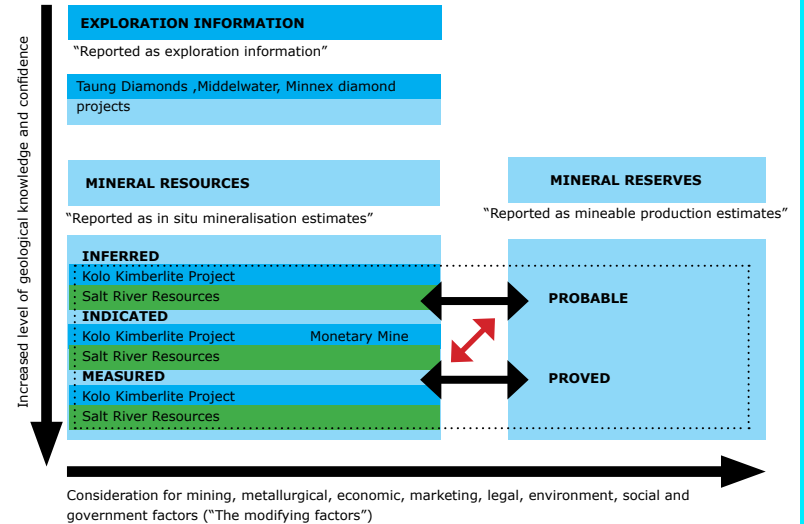 EXPLORATION INFORMATION
“Reported as exploration information”
Taung Diamonds ,Middelwater, Minnex diamond
projects
Increased level of geological knowledge and confidence
MINERAL RESOURCES
“Reported as in situ mineralisation estimates”
MINERAL RESERVES
“Reported as mineable production estimates”
INFERRED
Kolo Kimberlite Project
Salt River Resources
INDICATED
Kolo Kimberlite Project Monetary Mine
Salt River Resources
MEASURED
Kolo Kimberlite Project
Salt River Resources
PROBABLE
PROVED
Consideration for mining, metallurgical, economic, marketing, legal, environment, social and
government factors (“The modifying factors”)